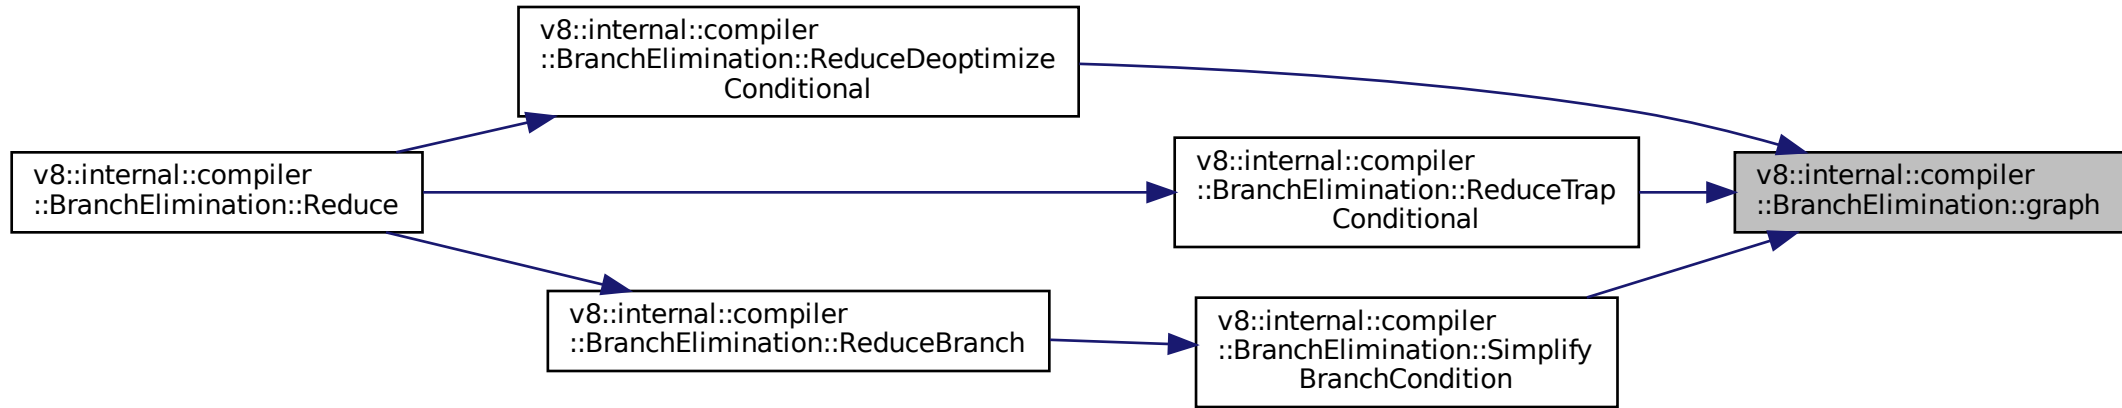 v8::internal::compiler
::BranchElimination::ReduceDeoptimize
Conditional
v8::internal::compiler
::BranchElimination::Reduce
v8::internal::compiler
::BranchElimination::ReduceTrap
Conditional
v8::internal::compiler
::BranchElimination::graph
v8::internal::compiler
::BranchElimination::ReduceBranch
v8::internal::compiler
::BranchElimination::Simplify
BranchCondition